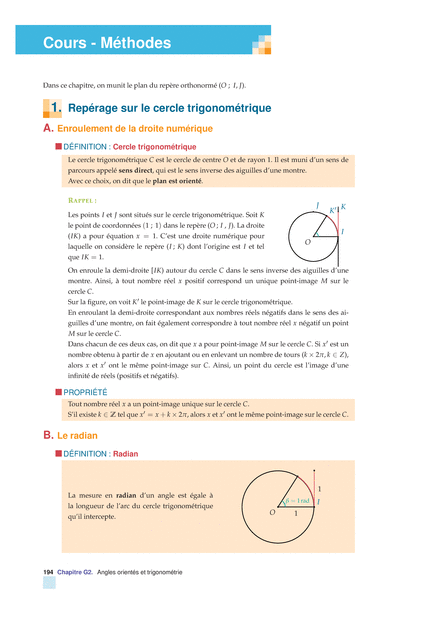 Cours - Méthodes
Dans ce chapitre, on munit le plan du repère orthonormé (O ; I, J).
1. Repérage sur le cercle trigonométrique
A. Enroulement de la droite numérique
DÉFINITION : Cercle trigonométrique
Le cercle trigonométrique C est le cercle de centre O et de rayon 1. Il est muni d'un sens de
parcours appelé sens direct, qui est le sens inverse des aiguilles d'une montre.
Avec ce choix, on dit que le plan est orienté.
RAPPEL :
Les points I et J sont situés sur le cercle trigonométrique. Soit K
le point de coordonnées (1 ; 1) dans le repère (O ; I , J). La droite
(IK) a pour équation x = 1. C'est une droite numérique pour
laquelle on considère le repère (I ; K) dont l'origine est I et tel
que IK = 1.
J
K'
K
I
O
On enroule la demi-droite [IK) autour du cercle C dans le sens inverse des aiguilles d'une
montre. Ainsi, à tout nombre réel x positif correspond un unique point-image M sur le
cercle C.
Sur la figure, on voit K' le point-image de K sur le cercle trigonométrique.
En enroulant la demi-droite correspondant aux nombres réels négatifs dans le sens des ai-
guilles d'une montre, on fait également correspondre à tout nombre réel x négatif un point
M sur le cercle C.
Dans chacun de ces deux cas, on dit que x a pour point-image M sur le cercle C. Si x' est un
nombre obtenu à partir de x en ajoutant ou en enlevant un nombre de tours (k × 2π, k ∈ Z),
alors x et x' ont le même point-image sur C. Ainsi, un point du cercle est l'image d'une
infinité de réels (positifs et négatifs).
PROPRIÉTÉ
Tout nombre réel x a un point-image unique sur le cercle C.
S'il existe k ∈ Z tel que x' = x + k × 2π, alors x et x' ont le même point-image sur le cercle C.
B. Le radian
DÉFINITION : Radian
La mesure en radian d'un angle est égale à
la longueur de l'arc du cercle trigonométrique
qu'il intercepte.
1
= 1 rad
I
O
1
194 Chapitre G2. Angles orientés et trigonométrie